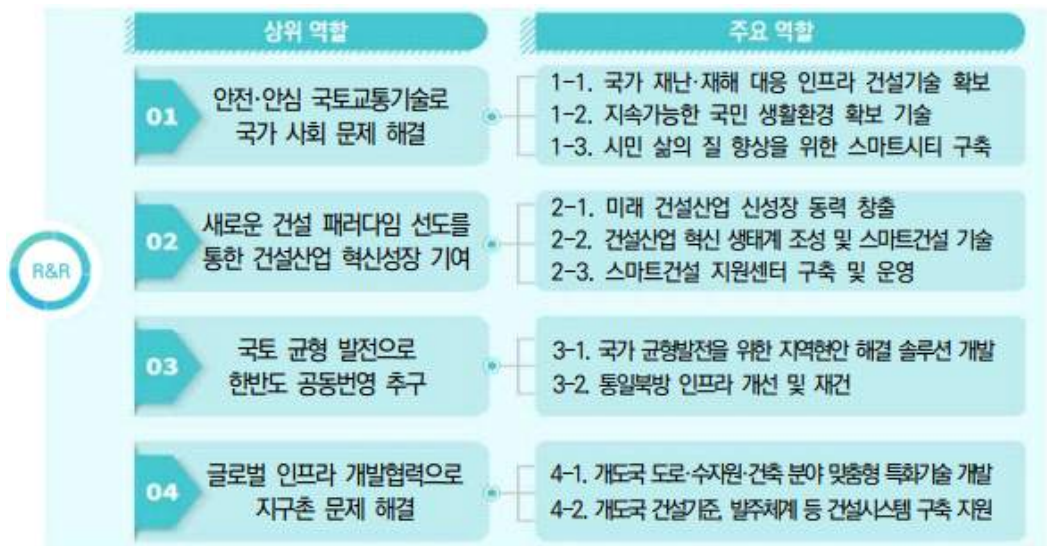 상위 역할
주요 역할
R&R
01
안전·안심 국토교통기술로
국가 사회 문제 해결
1-1. 국가 재난·재해 대응 인프라 건설기술 확보
1-2. 지속가능한 국민 생활환경 확보 기술
1-3. 시민 삶의 질 향상을 위한 스마트시티 구축
02
새로운 건설 패러다임 선도를
통한 건설산업 혁신성장 기여
2-1. 미래 건설산업 신성장 동력 창출
2-2. 건설산업 혁신 생태계 조성 및 스마트건설 기술
2-3. 스마트건설 지원센터 구축 및 운영
03
국토 균형 발전으로
한반도 공동번영 추구
3-1. 국가 균형발전을 위한 지역현안 해결 솔루션 개발
3-2. 통일북방 인프라 개선 및 재건
04
글로벌 인프라 개발협력으로
지구촌 문제 해결
4-1. 개도국 도로·수자원·건축 분야 맞춤형 특화기술 개발
4-2. 개도국 건설기준, 발주체계 등 건설시스템 구축 지원